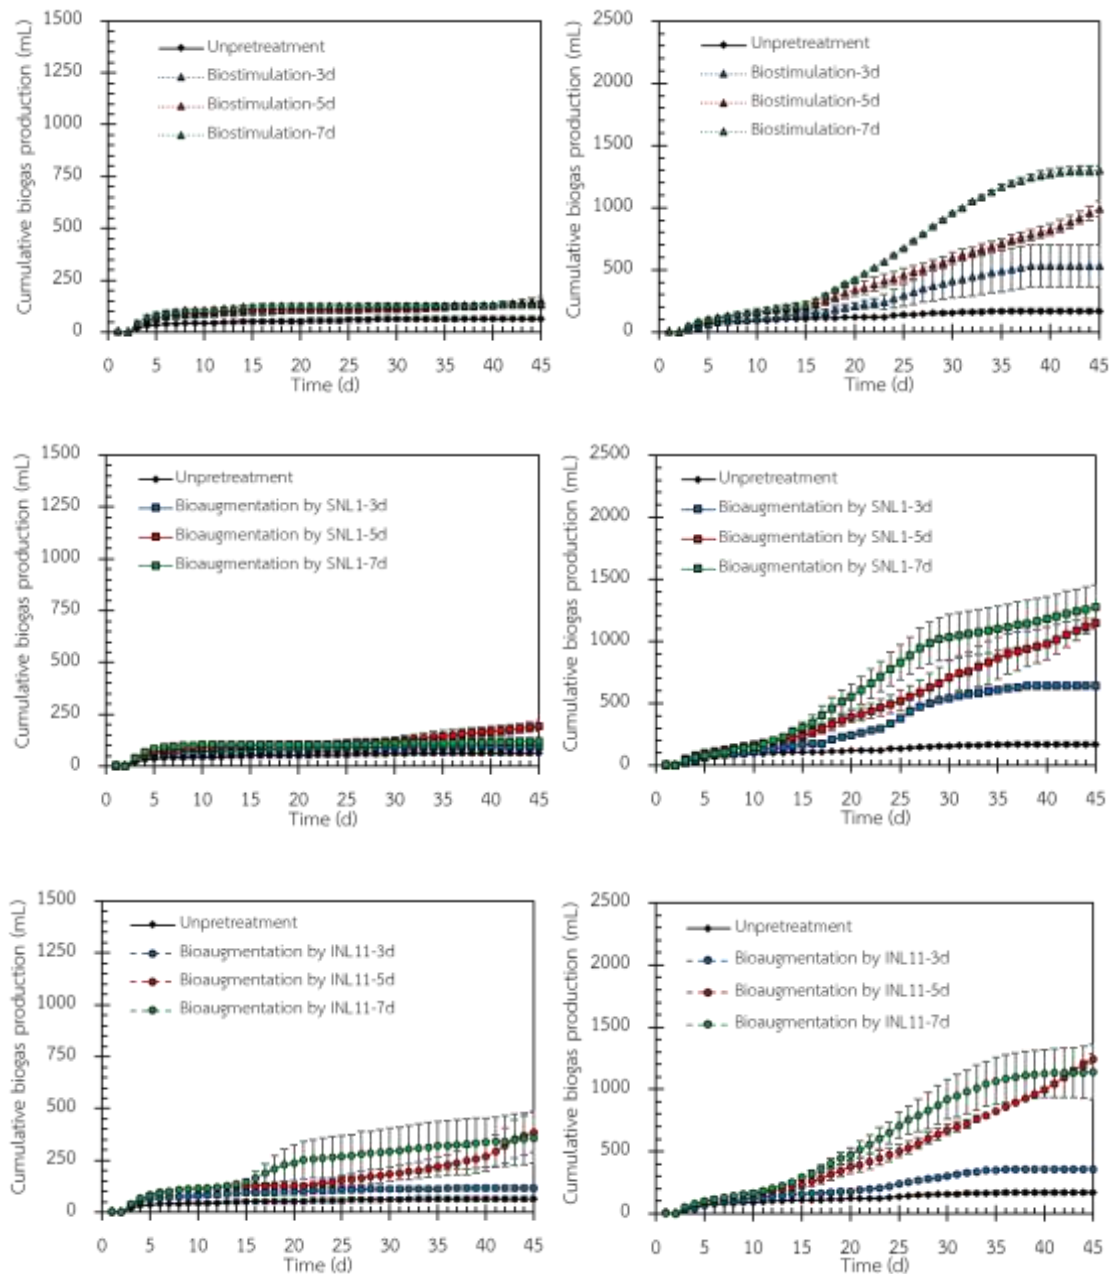 Cumulative biogas production (mL)
1500
1250
1000
750
500
250
0
Unpretreatment
Biostimulation-3d
Biostimulation-5d
Biostimulation-7d
0 5 10 15 20 25 30 35 40 45
Time (d)
Cumulative biogas production (mL)
2500
2000
1500
1000
500
0
Unpretreatment
Biostimulation-3d
Biostimulation-5d
Biostimulation-7d
0 5 10 15 20 25 30 35 40 45
Time (d)
Cumulative biogas production (mL)
1500
1250
1000
750
500
250
0
Unpretreatment
Bioaugmentation by SNL1-3d
Bioaugmentation by SNL1-5d
Bioaugmentation by SNL1-7d
0 5 10 15 20 25 30 35 40 45
Time (d)
Cumulative biogas production (mL)
2500
2000
1500
1000
500
0
Unpretreatment
Bioaugmentation by SNL1-3d
Bioaugmentation by SNL1-5d
Bioaugmentation by SNL1-7d
0 5 10 15 20 25 30 35 40 45
Time (d)
Cumulative biogas production (mL)
1500
1250
1000
750
500
250
0
Unpretreatment
Bioaugmentation by INL11-3d
Bioaugmentation by INL11-5d
Bioaugmentation by INL11-7d
0 5 10 15 20 25 30 35 40 45
Time (d)
Cumulative biogas production (mL)
2500
2000
1500
1000
500
0
Unpretreatment
Bioaugmentation by INL11-3d
Bioaugmentation by INL11-5d
Bioaugmentation by INL11-7d
0 5 10 15 20 25 30 35 40 45
Time (d)